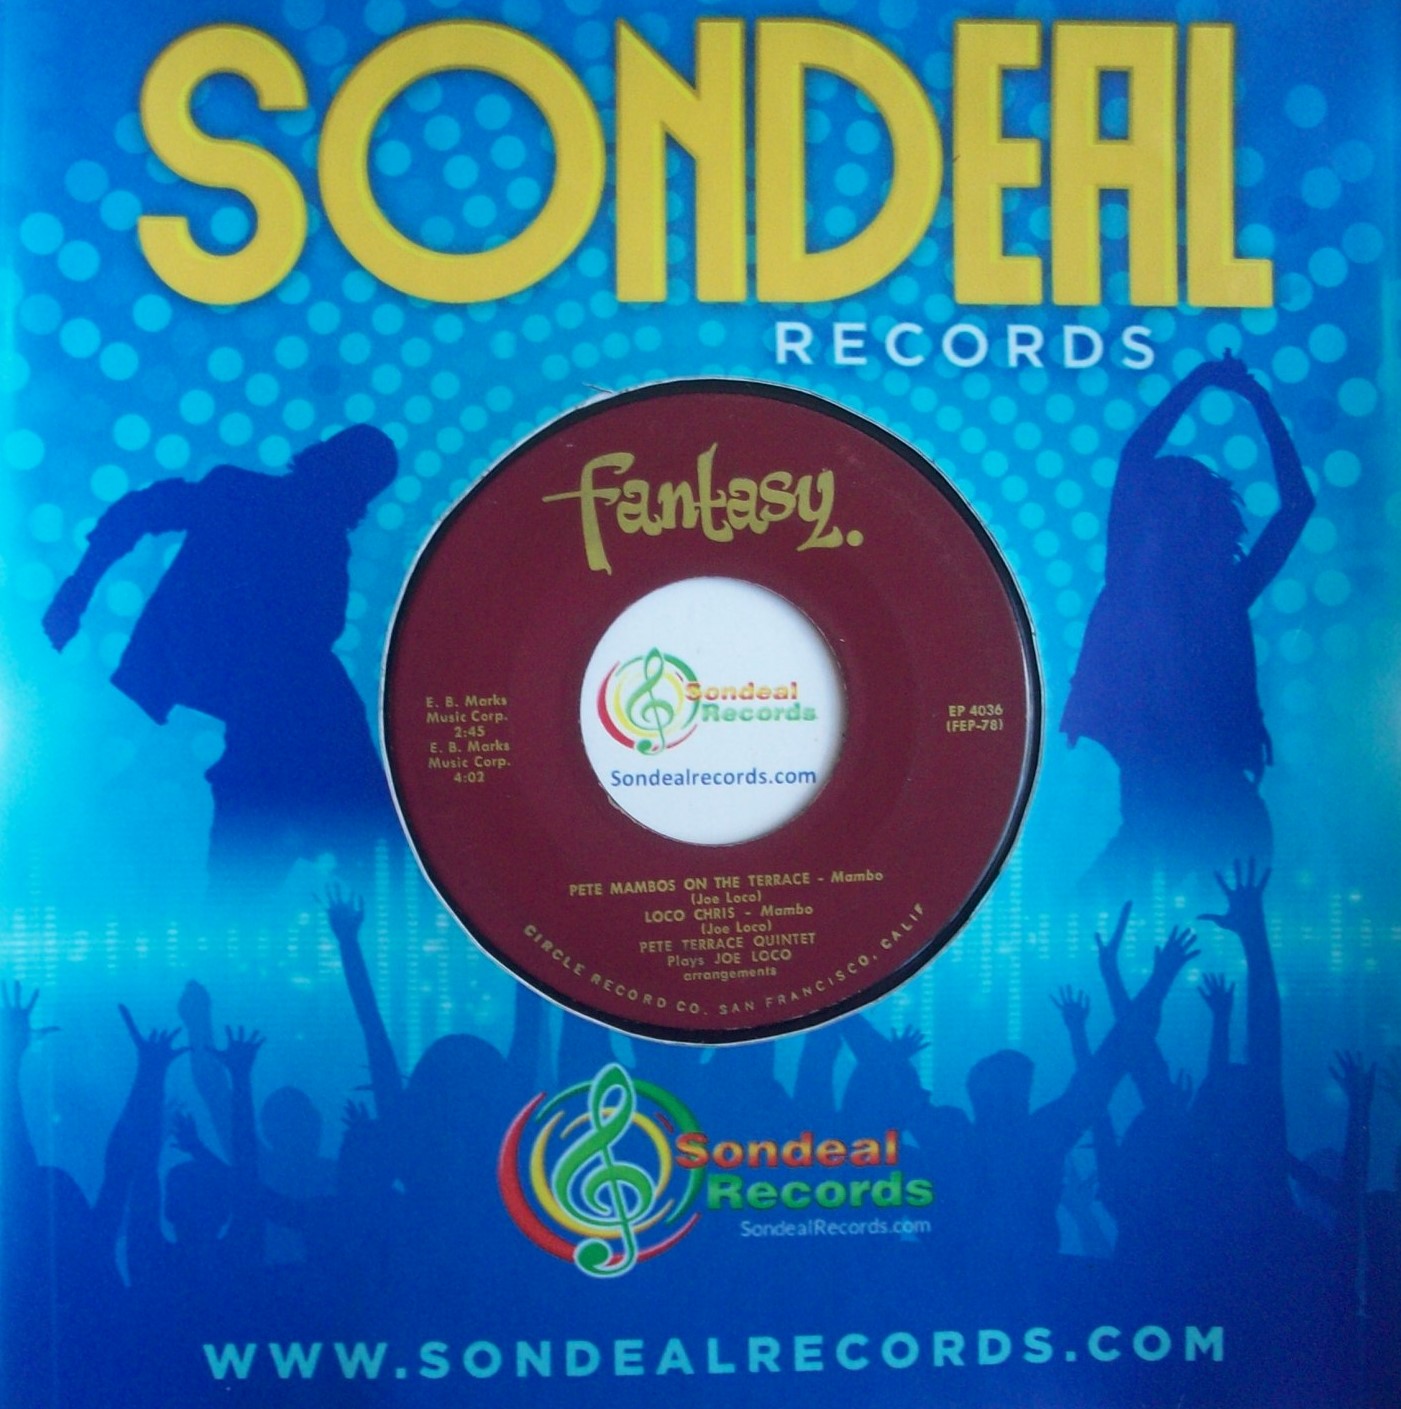 SONDEAL
RECORDS
fantasy.
E. B. Marks
Music Corp.
2:45
E. B. Marks
Music Corp.
4:02
Sondeal
Records
Sondealrecords.com
EP 4036
(FEP-78)
PETE MAMBOS ON THE TERRACE - Mambo
(Joe Loco)
LOCO CHRIS - Mambo
(Joe Loco)
PETE TERRACE QUINTET
Plays JOE LOCO
arrangements
CIRCLE RECORD CO. SAN FRANCISCO, CALIF
Sondeal
Records
SondealRecords.com
WWW.SONDEALRECORDS.COM